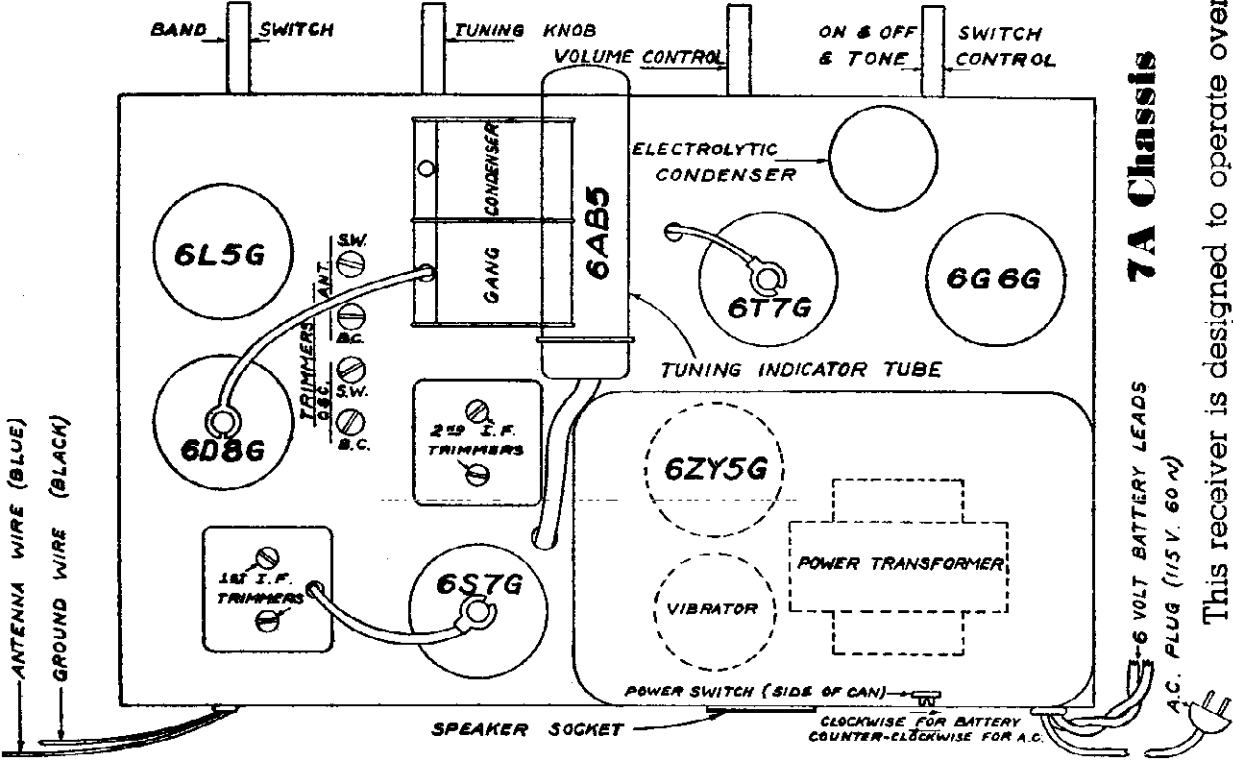 BAND SWITCH
TUNING KNOB
VOLUME CONTROL
ON & OFF SWITCH
& TONE CONTROL
ELECTROLYTIC
CONDENSER
CONDENSER
GANG
6AB5
6L5G
6T7G
6G6G
TUNING INDICATOR TUBE
TRIMMERS
ANT.
S.W.
B.C.
OSC.
S.W.
B.C.
6D8G
2ND I.F.
TRIMMERS
6ZY5G
POWER TRANSFORMER
VIBRATOR
1ST I.F.
TRIMMERS
6S7G
POWER SWITCH (SIDE OF CAN)
SPEAKER SOCKET
CLOCKWISE FOR BATTERY
COUNTER-CLOCKWISE FOR A.C.
ANTENNA WIRE (BLUE)
GROUND WIRE (BLACK)
6 VOLT BATTERY LEADS
A.C. PLUG (115 V. 60 ~)
7A Chassis
This receiver is designed to operate over